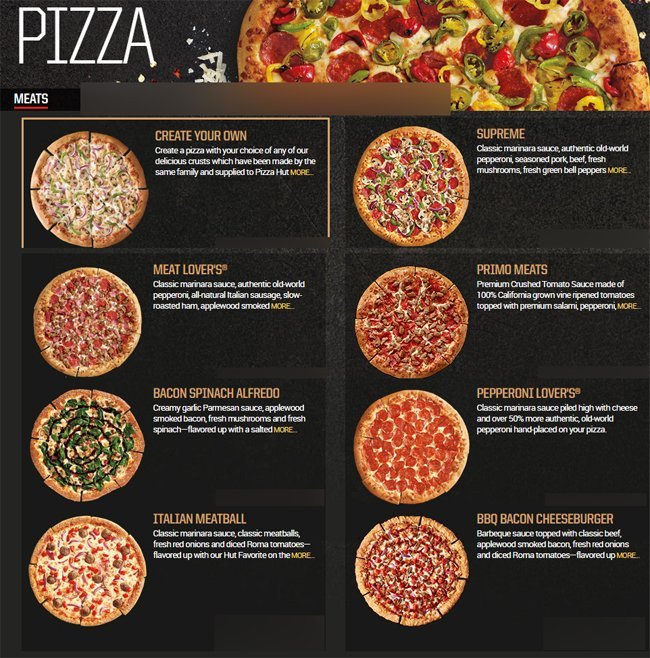 PIZZA
MEATS
CREATE YOUR OWN
Create a pizza with your choice of any of our
delicious crusts which have been made by the
same family and supplied to Pizza Hut MORE...
SUPREME
Classic marinara sauce, authentic old-world
pepperoni, seasoned pork, beef, fresh
mushrooms, fresh green bell peppers MORE...
MEAT LOVER'S®
Classic marinara sauce, authentic old-world
pepperoni, all-natural Italian sausage, slow-
roasted ham, applewood smoked MORE...
PRIMO MEATS
Premium Crushed Tomato Sauce made of
100% California grown vine ripened tomatoes
topped with premium salami, pepperoni, MORE...
BACON SPINACH ALFREDO
Creamy garlic Parmesan sauce, applewood
smoked bacon, fresh mushrooms and fresh
spinach—flavored up with a salted MORE...
PEPPERONI LOVER'S®
Classic marinara sauce piled high with cheese
and over 50% more authentic, old-world
pepperoni hand-placed on your pizza.
ITALIAN MEATBALL
Classic marinara sauce, classic meatballs,
fresh red onions and diced Roma tomatoes—
flavored up with our Hut Favorite on the MORE...
BBQ BACON CHEESEBURGER
Barbeque sauce topped with classic beef,
applewood smoked bacon, fresh red onions
and diced Roma tomatoes—flavored up MORE...